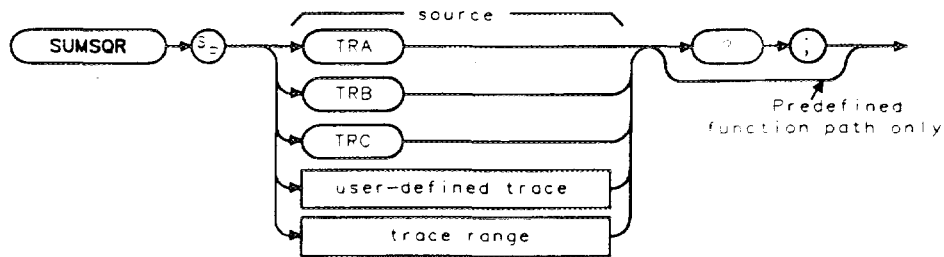 source
SUMSQR
TRA
;
TRB
Predefined
function path only
TRC
user-defined trace
trace range